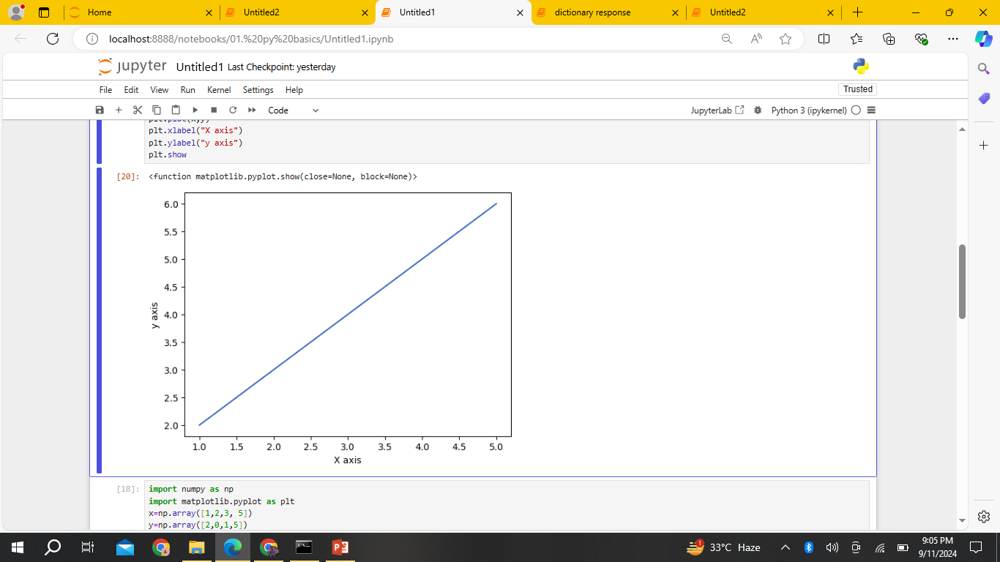 Home
Untitled2
Untitled1
dictionary response
Untitled2
localhost:8888/notebooks/01.%20py%20basics/Untitled1.ipynb
jupyter Untitled1 Last Checkpoint: yesterday
File Edit View Run Kernel Settings Help Trusted
Code JupyterLab Python 3 (ipykernel)
plt.plot(x,y)
plt.xlabel("X axis")
plt.ylabel("y axis")
plt.show
[20]: <function matplotlib.pyplot.show(close=None, block=None)>
6.0
5.5
5.0
4.5
4.0
3.5
3.0
2.5
2.0
y axis
1.0 1.5 2.0 2.5 3.0 3.5 4.0 4.5 5.0
X axis
[18]: import numpy as np
import matplotlib.pyplot as plt
x=np.array([1,2,3, 5])
y=np.array([2,0,1,5])
1
33°C Haze
9:05 PM
9/11/2024